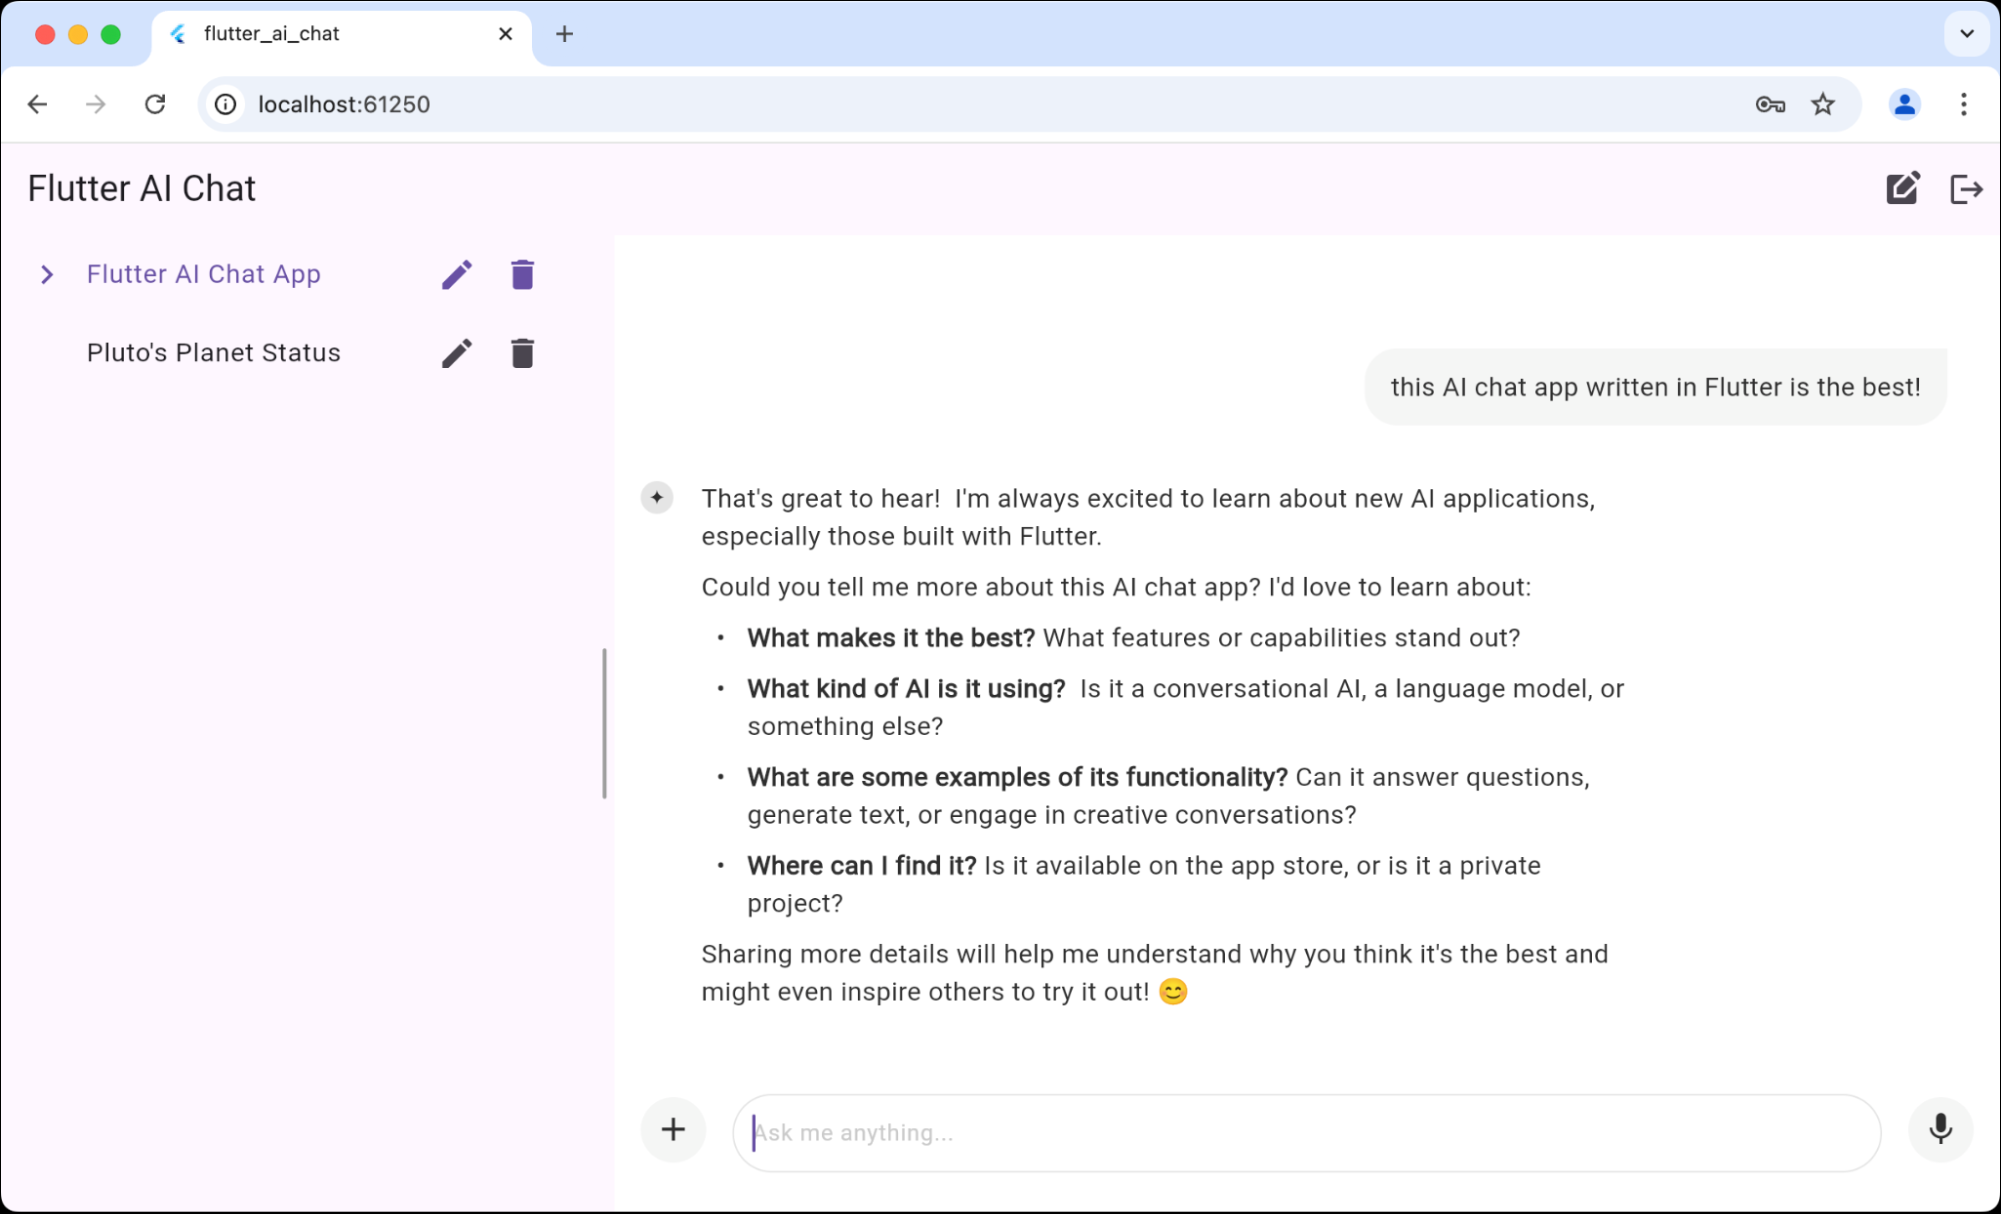 flutter_ai_chat
localhost:61250
Flutter AI Chat
Flutter AI Chat App
Pluto's Planet Status
this AI chat app written in Flutter is the best!
That's great to hear!  I'm always excited to learn about new AI applications,
especially those built with Flutter.
Could you tell me more about this AI chat app? I'd love to learn about:
• What makes it the best? What features or capabilities stand out?
• What kind of AI is it using?  Is it a conversational AI, a language model, or
something else?
• What are some examples of its functionality? Can it answer questions,
generate text, or engage in creative conversations?
• Where can I find it? Is it available on the app store, or is it a private
project?
Sharing more details will help me understand why you think it's the best and
might even inspire others to try it out! 😊
Ask me anything...